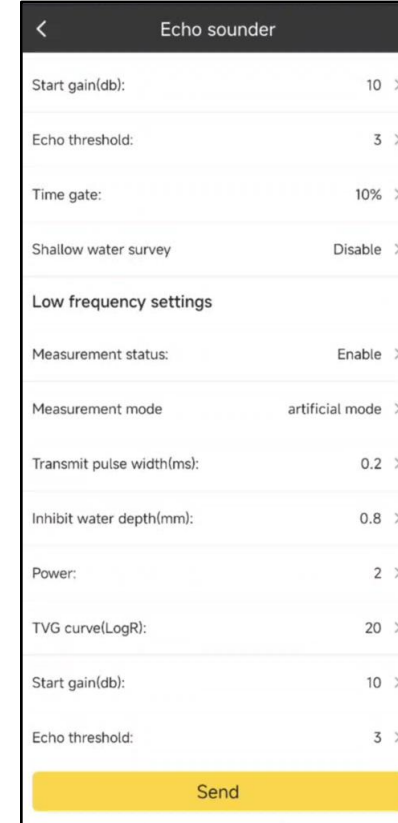 Echo sounder
Start gain(db): 10
Echo threshold: 3
Time gate: 10%
Shallow water survey Disable
Low frequency settings
Measurement status: Enable
Measurement mode artificial mode
Transmit pulse width(ms): 0.2
Inhibit water depth(mm): 0.8
Power: 2
TVG curve(LogR): 20
Start gain(db): 10
Echo threshold: 3
Send